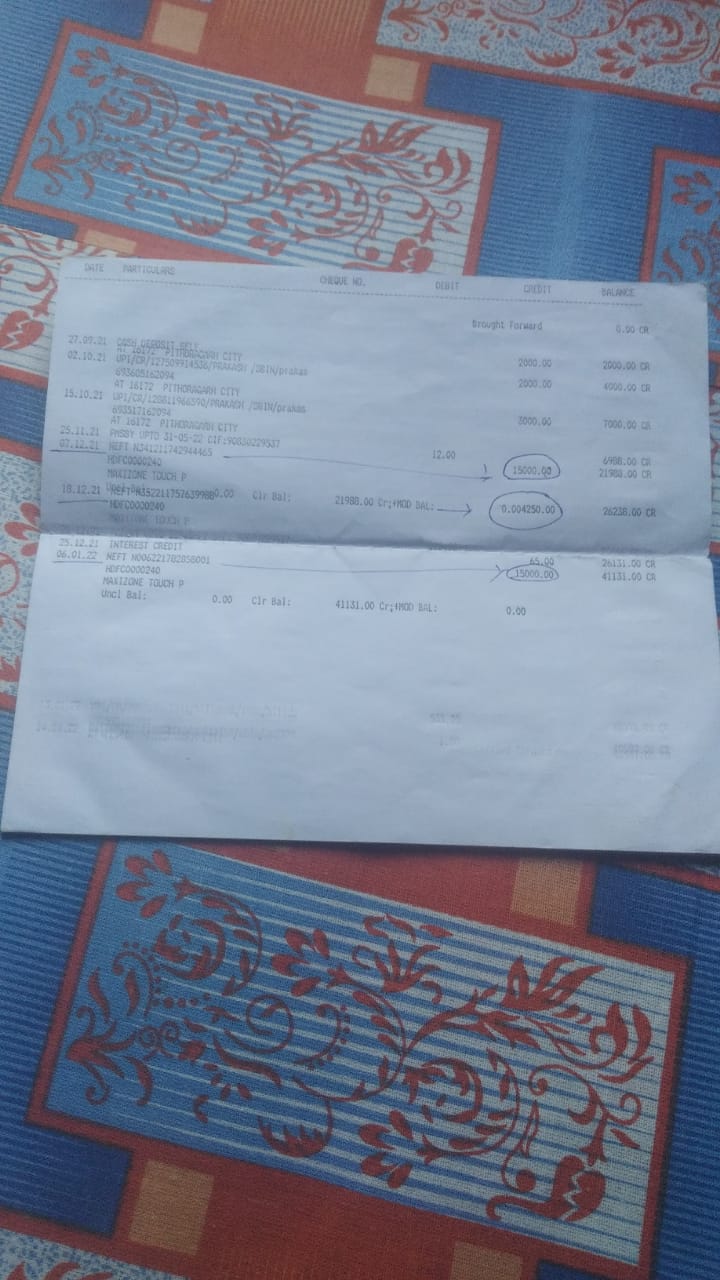 DATE PARTICULARS CHEQUE NO. DEBIT CREDIT BALANCE
Brought Forward 0.00 CR
27.09.21 CASH DEPOSIT SELF
AT 16172 PITHORAGARH CITY 2000.00 2000.00 CR
02.10.21 UPI/CR/127509914536/PRAKASH /SBIN/prakas
693605162094 2000.00 4000.00 CR
AT 16172 PITHORAGARH CITY
15.10.21 UPI/CR/128811966390/PRAKASH /SBIN/prakas
693517162094 3000.00 7000.00 CR
AT 16172 PITHORAGARH CITY
25.11.21 PMSBY UPTO 31-05-22 CIF:90830229537 12.00 6988.00 CR
07.12.21 NEFT N341211742944465 15000.00 21988.00 CR
HDFC0000240
MAXIZONE TOUCH P
18.12.21 NEFT N352211757639988 0.00 Clr Bal: 21988.00 Cr;+MOD BAL: 0.004250.00 26238.00 CR
HDFC0000240
MAXIZONE TOUCH P
25.12.21 INTEREST CREDIT 65.00 26131.00 CR
06.01.22 NEFT N006221782858001 15000.00 41131.00 CR
HDFC0000240
MAXIZONE TOUCH P
Uncl Bal: 0.00 Clr Bal: 41131.00 Cr;+MOD BAL: 0.00